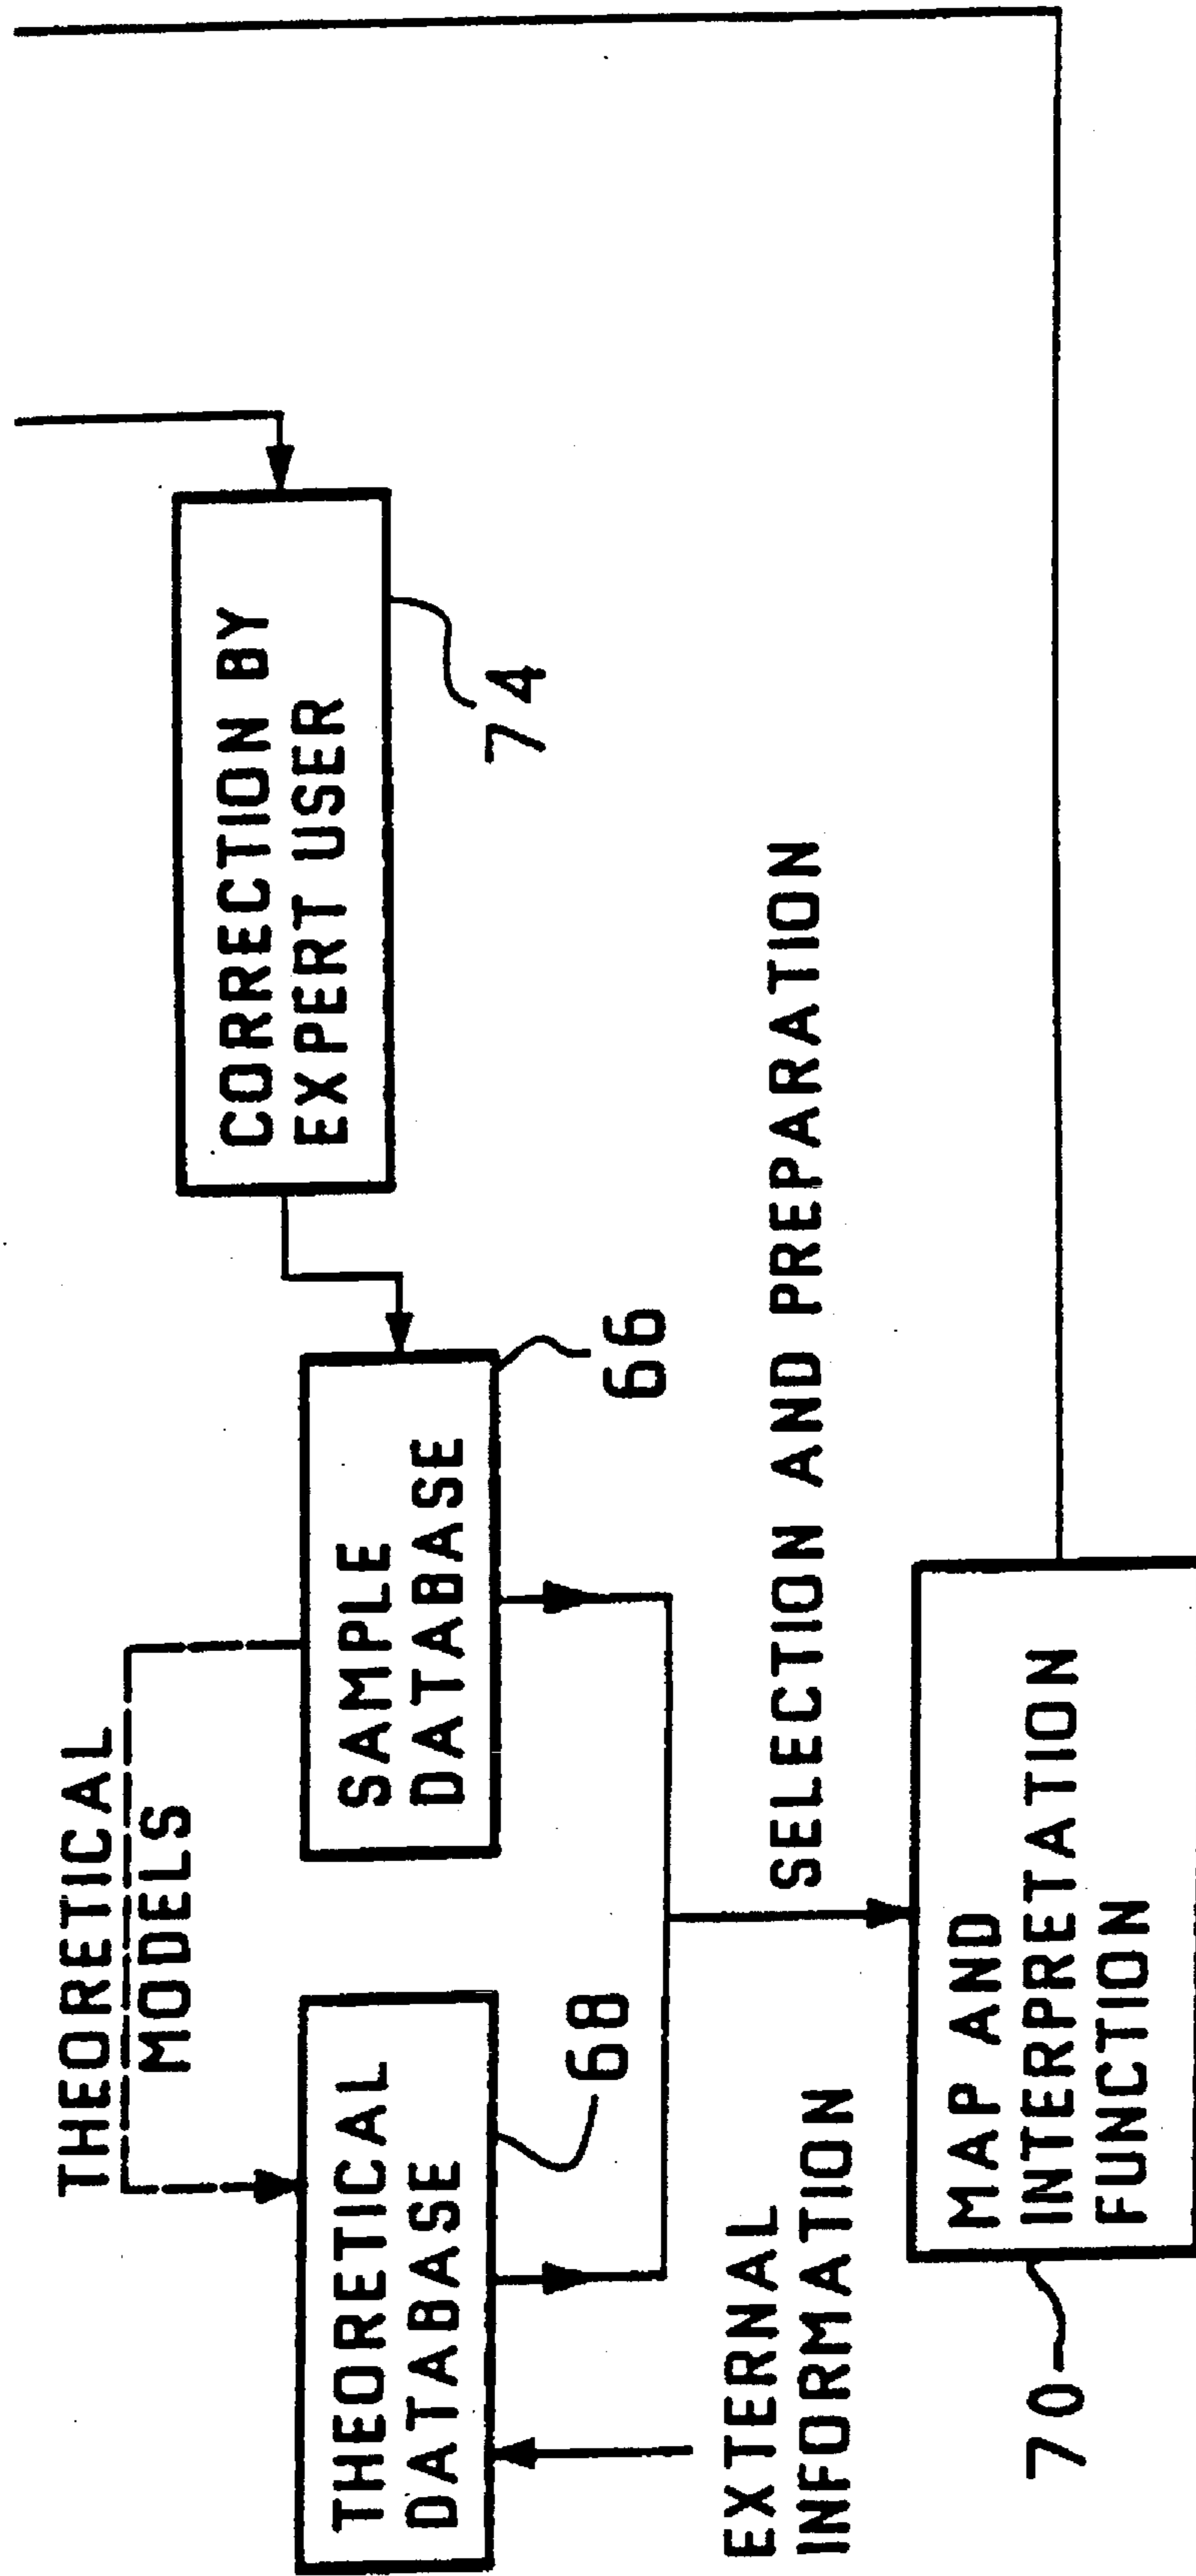 THEORETICAL
MODELS
THEORETICAL
DATABASE
68
SAMPLE
DATABASE
66
CORRECTION BY
EXPERT USER
74
EXTERNAL
INFORMATION
SELECTION AND PREPARATION
MAP AND
INTERPRETATION
FUNCTION
70